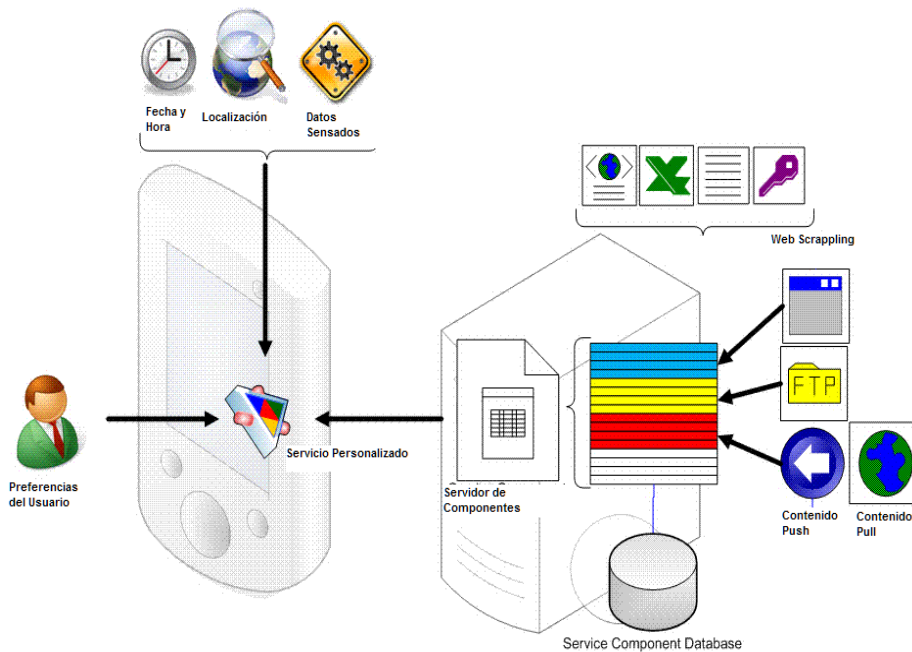 Fecha y
Hora
Localización
Datos
Sensados
Web Scrappling
FTP
Servicio Personalizado
Preferencias
del Usuario
Servidor de
Componentes
Contenido
Push
Contenido
Pull
Service Component Database